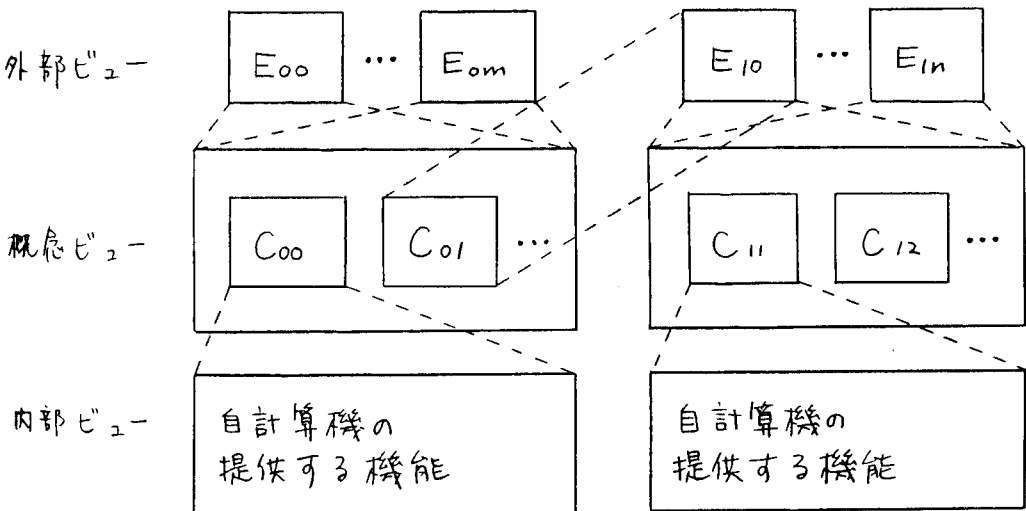 外部ビュー
E00 ... E0m
E10 ... E1n
概念ビュー
C00 C01 ...
C11 C12 ...
内部ビュー
自計算機の
提供する機能
自計算機の
提供する機能